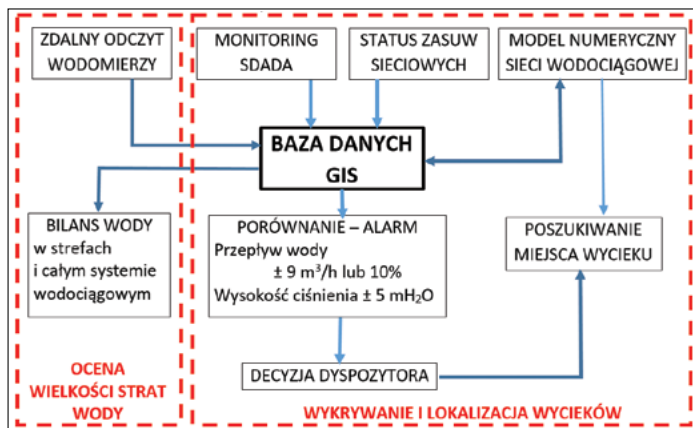 ZDALNY ODCZYT
WODOMIERZY
MONITORING
SDADA
STATUS ZASUW
SIECIOWYCH
MODEL NUMERYCZNY
SIECI WODOCIĄGOWEJ
BAZA DANYCH
GIS
BILANS WODY
w strefach
i całym systemie
wodociągowym
PORÓWNANIE – ALARM
Przepływ wody
± 9 m³/h lub 10%
Wysokość ciśnienia ± 5 mH₂O
POSZUKIWANIE
MIEJSCA WYCIEKU
DECYZJA DYSPOZYTORA
OCENA
WIELKOŚCI STRAT
WODY
WYKRYWANIE I LOKALIZACJA WYCIEKÓW